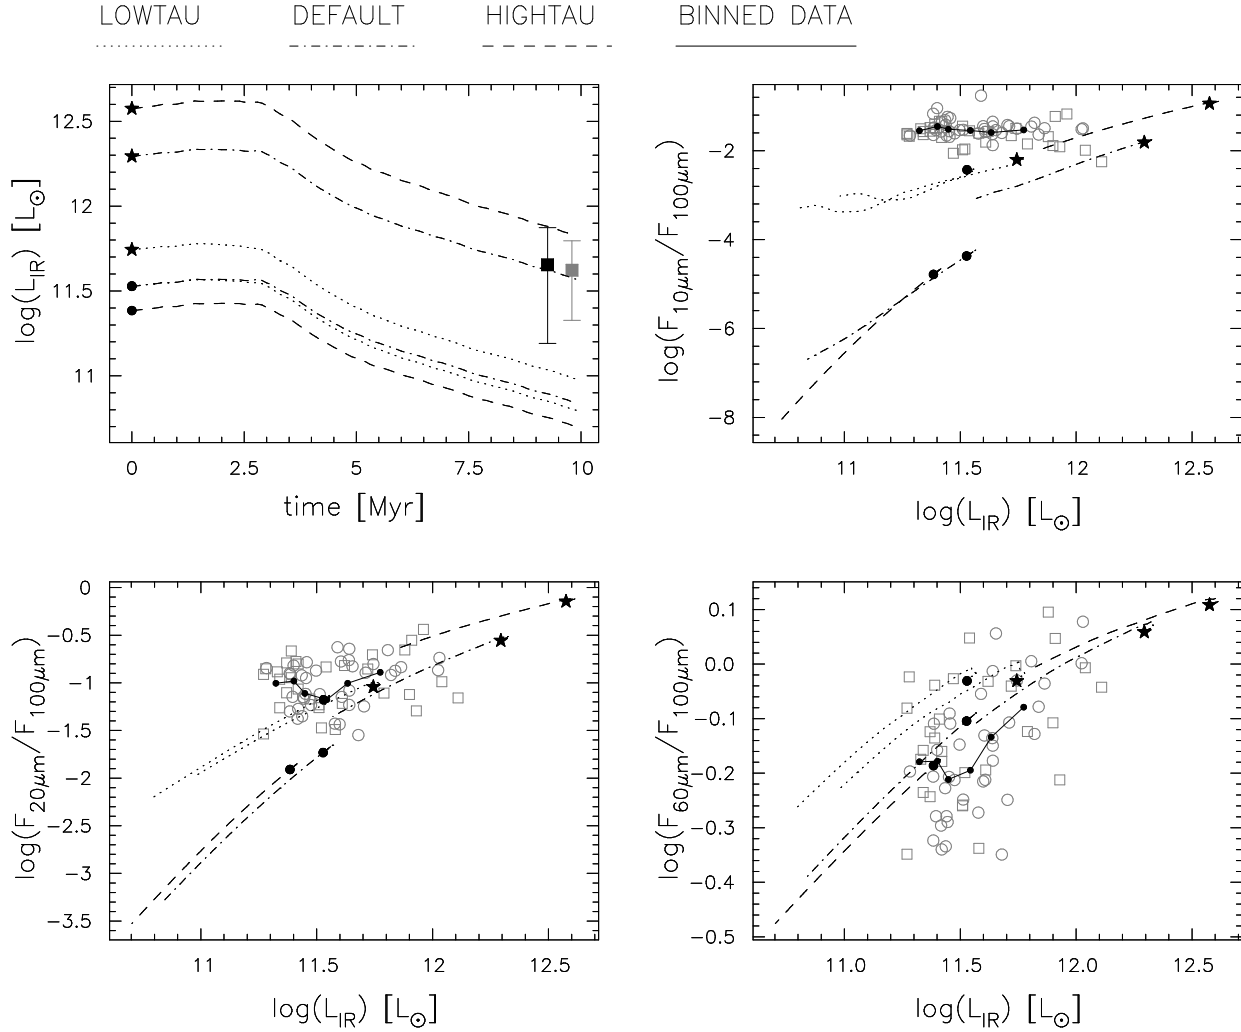 LOWTAU DEFAULT HIGHTAU BINNED DATA
log(L_IR) [L_⊙]
12.5
12
11.5
11
0 2.5 5 7.5 10
time [Myr]
log(F_10μm/F_100μm)
−2
−4
−6
−8
11 11.5 12 12.5
log(L_IR) [L_⊙]
log(F_20μm/F_100μm)
0
−0.5
−1
−1.5
−2
−2.5
−3
−3.5
11 11.5 12 12.5
log(L_IR) [L_⊙]
log(F_60μm/F_100μm)
0.1
0.0
−0.1
−0.2
−0.3
−0.4
−0.5
11.0 11.5 12.0 12.5
log(L_IR) [L_⊙]